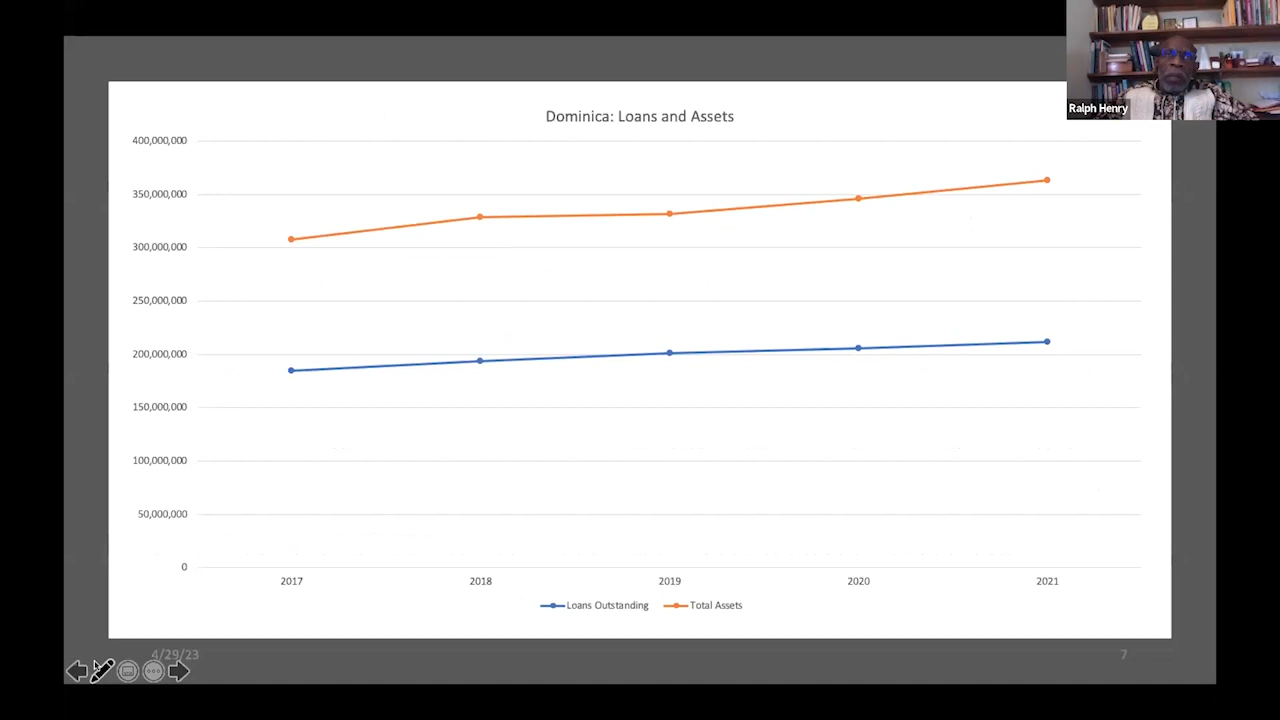 Ralph Henry
Dominica: Loans and Assets
400,000,000
350,000,000
300,000,000
250,000,000
200,000,000
150,000,000
100,000,000
50,000,000
0
2017 2018 2019 2020 2021
Loans Outstanding Total Assets
4/29/23 7